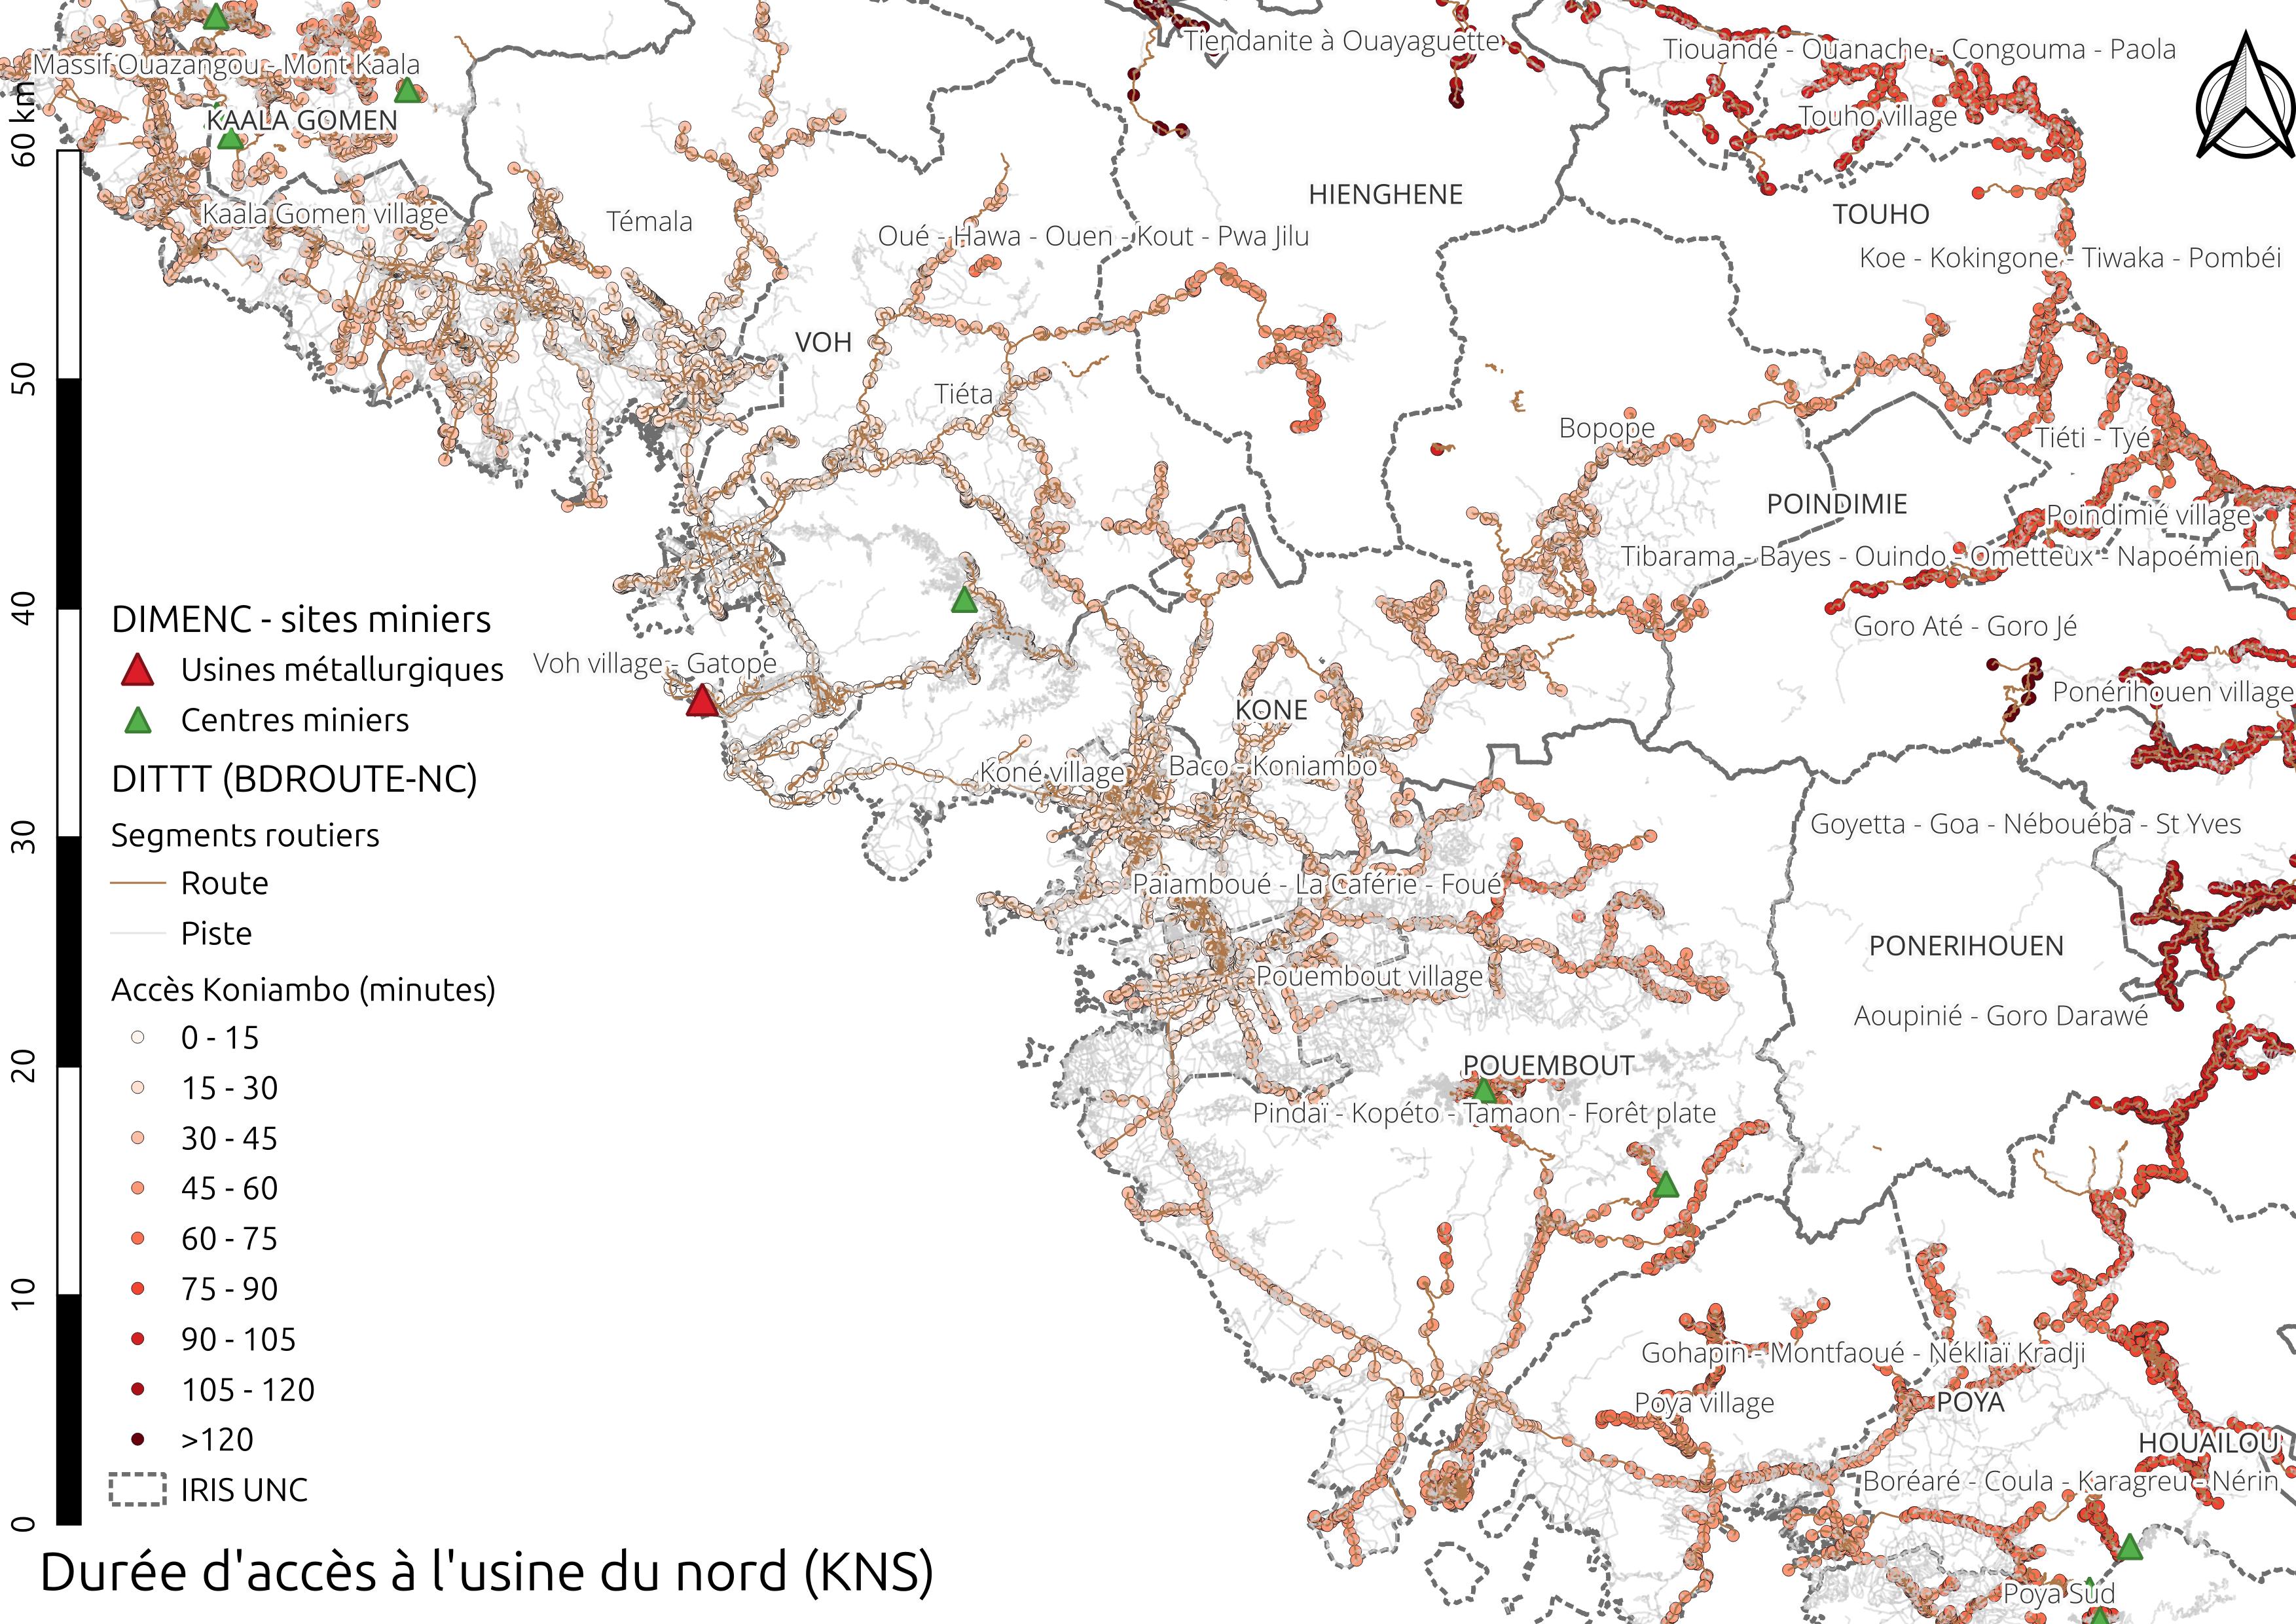 Tiendanite à Ouayaguette
Tiouandé - Ouanache - Congouma - Paola
Massif Ouazangou - Mont Kaala
KAALA GOMEN
Touho village
60 km
HIENGHENE
Kaala Gomen village
Témala
TOUHO
Oué - Hawa - Ouen - Kout - Pwa Jilu
Koe - Kokingone - Tiwaka - Pombéi
VOH
50
Tiéta
Bopope
Tiéti - Tyé
POINDIMIE
Poindimié village
Tibarama - Bayes - Ouindo - Ometteux - Napoémien
40
DIMENC - sites miniers
Goro Até - Goro Jé
Usines métallurgiques
Voh village - Gatope
Ponérihouen village
KONE
Centres miniers
Koné village
Baco - Koniambo
DITTT (BDROUTE-NC)
30
Segments routiers
Goyetta - Goa - Nébouéba - St Yves
Route
Païamboué - La Caférie - Foué
Piste
PONERIHOUEN
Pouembout village
Accès Koniambo (minutes)
Aoupinié - Goro Darawé
0 - 15
20
POUEMBOUT
15 - 30
Pindaï - Kopéto - Tamaon - Forêt plate
30 - 45
45 - 60
60 - 75
10
75 - 90
90 - 105
Gohapin - Montfaoué - Nékliaï Kradji
105 - 120
Poya village
POYA
>120
HOUAILOU
IRIS UNC
Boréaré - Coula - Karagreu - Nérin
0
Durée d'accès à l'usine du nord (KNS)
Poya Sud